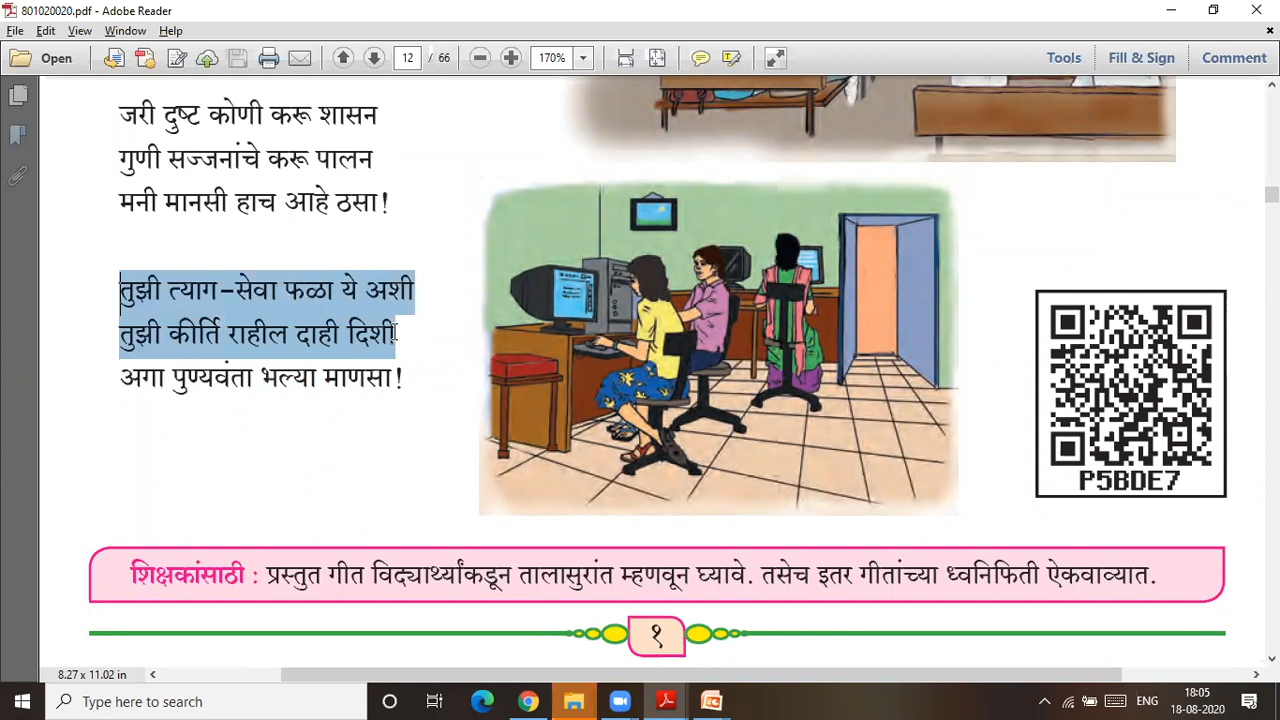 801020020.pdf - Adobe Reader
File Edit View Window Help
Open 12 / 66 170% Tools Fill & Sign Comment
जरी दुष्ट कोणी करू शासन
गुणी सज्जनांचे करू पालन
मनी मानसी हाच आहे ठसा!
तुझी त्याग-सेवा फळा ये अशी
तुझी कीर्ति राहील दाही दिशी
अगा पुण्यवंता भल्या माणसा!
P5BDE7
शिक्षकांसाठी : प्रस्तुत गीत विद्यार्थ्यांकडून तालासुरांत म्हणवून घ्यावे. तसेच इतर गीतांच्या ध्वनिफिती ऐकवाव्यात.
१
8.27 x 11.02 in
Type here to search ENG 18:05
18-08-2020